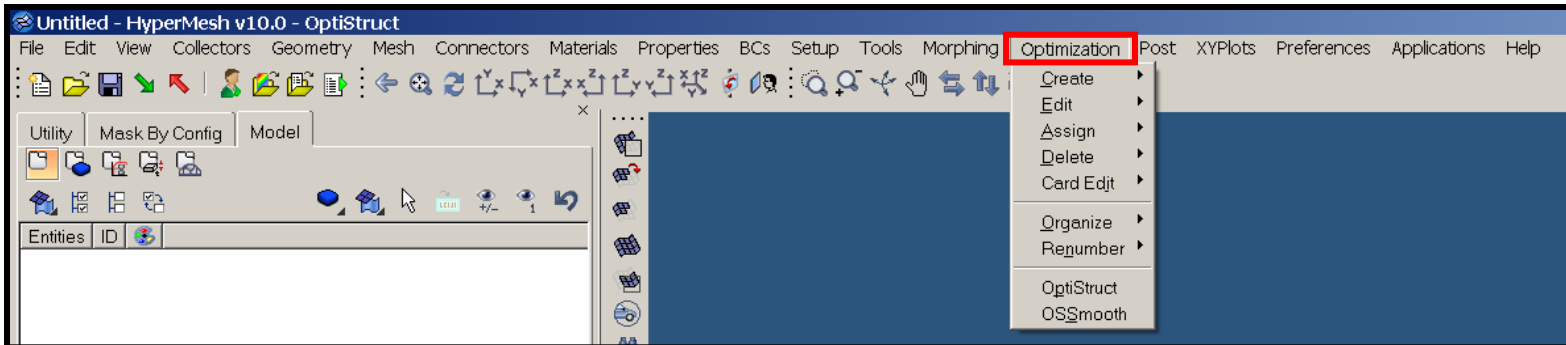 Untitled - HyperMesh v10.0 - OptiStruct
File Edit View Collectors Geometry Mesh Connectors Materials Properties BCs Setup Tools Morphing Optimization Post XYPlots Preferences Applications Help
Utility Mask By Config Model
Entities ID
Create
Edit
Assign
Delete
Card Edit
Organize
Renumber
OptiStruct
OSSmooth